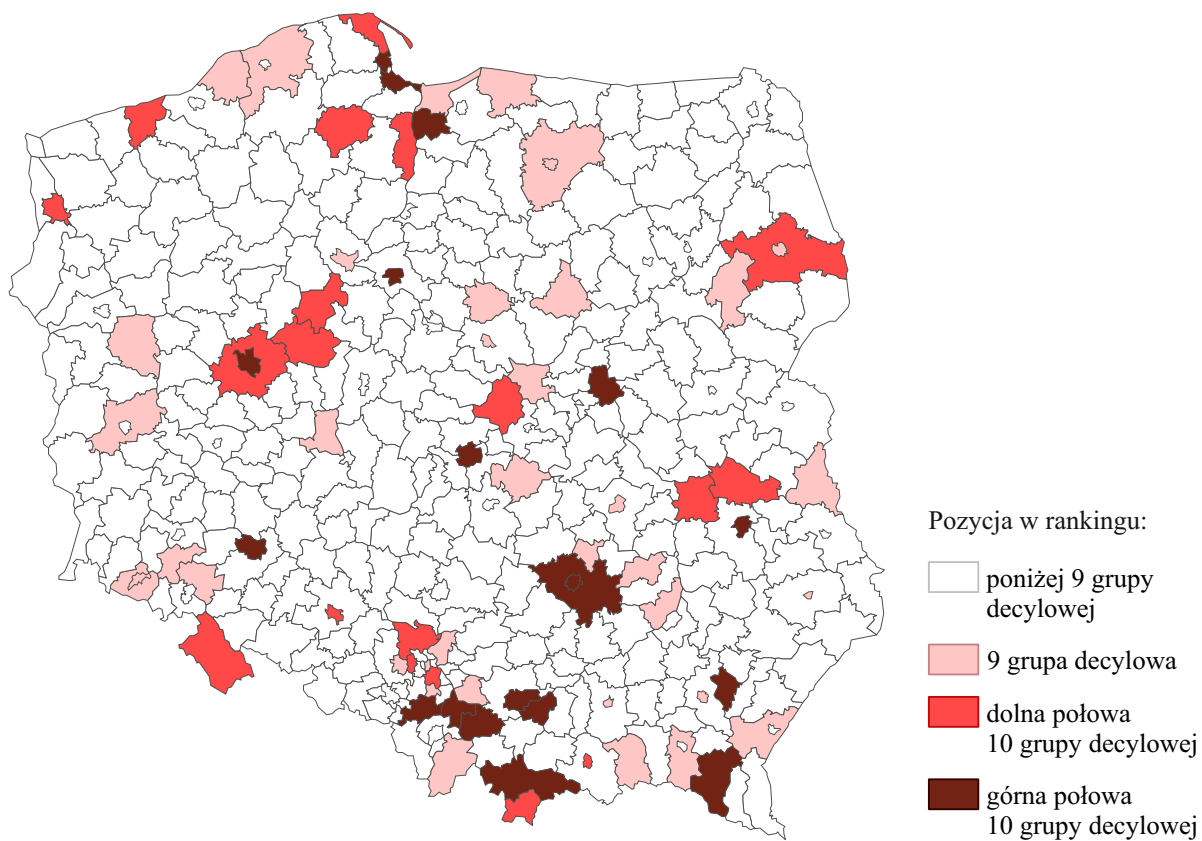 Pozycja w rankingu:
poniżej 9 grupy
decylowej
9 grupa decylowa
dolna połowa
10 grupy decylowej
górna połowa
10 grupy decylowej